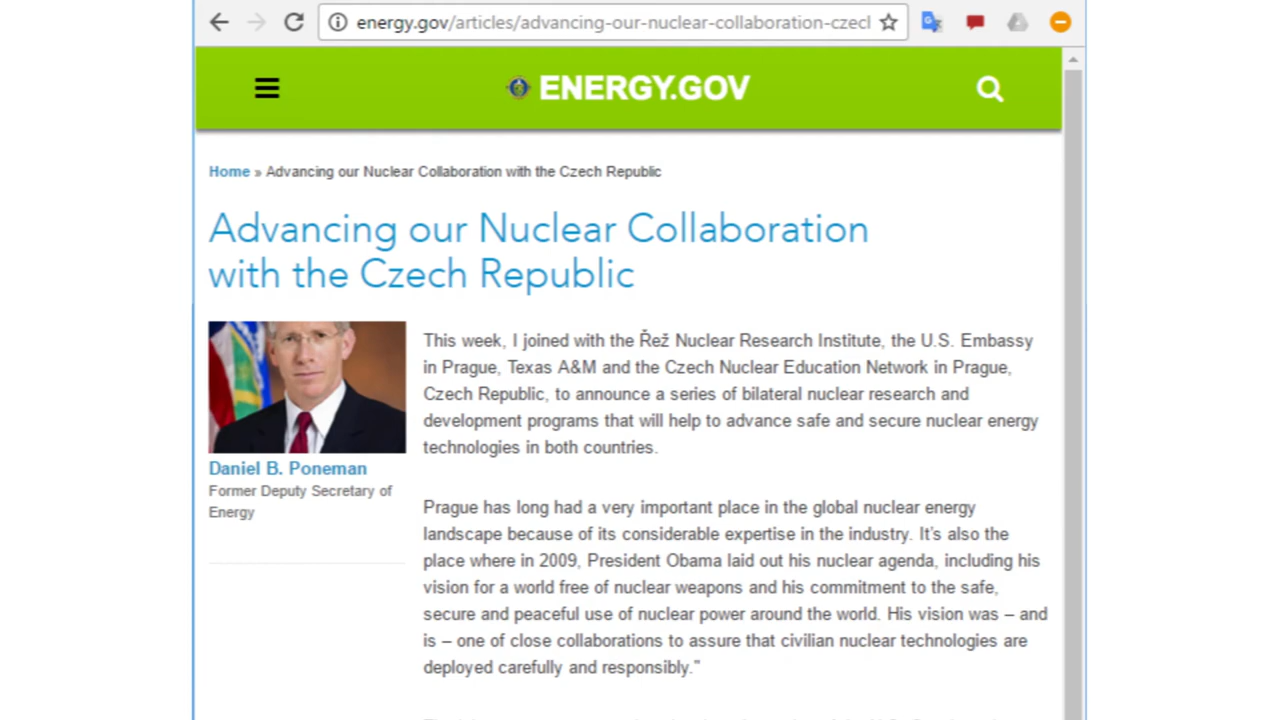 energy.gov/articles/advancing-our-nuclear-collaboration-czecl
ENERGY.GOV
Home » Advancing our Nuclear Collaboration with the Czech Republic
Advancing our Nuclear Collaboration
with the Czech Republic
This week, I joined with the Řež Nuclear Research Institute, the U.S. Embassy
in Prague, Texas A&M and the Czech Nuclear Education Network in Prague,
Czech Republic, to announce a series of bilateral nuclear research and
development programs that will help to advance safe and secure nuclear energy
technologies in both countries.
Daniel B. Poneman
Former Deputy Secretary of
Energy
Prague has long had a very important place in the global nuclear energy
landscape because of its considerable expertise in the industry. It's also the
place where in 2009, President Obama laid out his nuclear agenda, including his
vision for a world free of nuclear weapons and his commitment to the safe,
secure and peaceful use of nuclear power around the world. His vision was – and
is – one of close collaborations to assure that civilian nuclear technologies are
deployed carefully and responsibly."